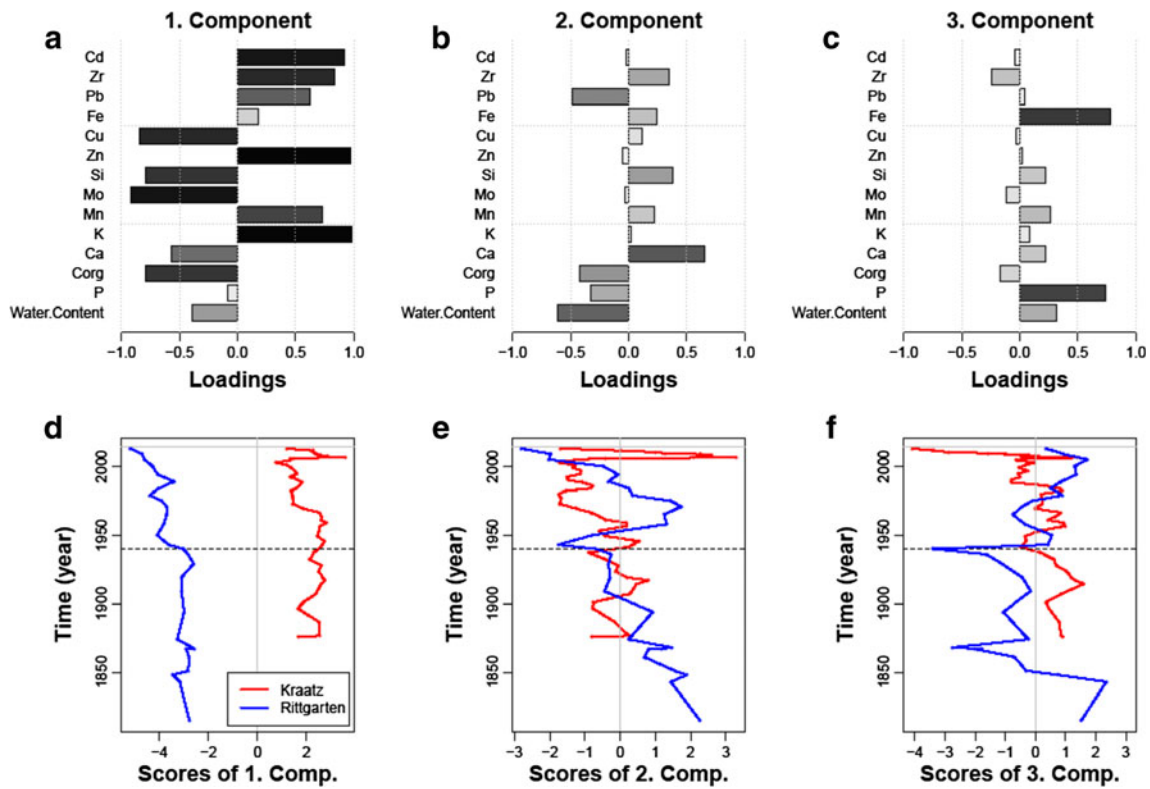 1. Component
2. Component
3. Component
a
b
c
Cd
Zr
Pb
Fe
Cu
Zn
Si
Mo
Mn
K
Ca
Corg
P
Water.Content
−1.0 −0.5 0.0 0.5 1.0
Loadings
Cd
Zr
Pb
Fe
Cu
Zn
Si
Mo
Mn
K
Ca
Corg
P
Water.Content
−1.0 −0.5 0.0 0.5 1.0
Loadings
Cd
Zr
Pb
Fe
Cu
Zn
Si
Mo
Mn
K
Ca
Corg
P
Water.Content
−1.0 −0.5 0.0 0.5 1.0
Loadings
d
Time (year)
2000
1950
1900
1850
Kraatz
Rittgarten
−4 −2 0 2
Scores of 1. Comp.
e
Time (year)
2000
1950
1900
1850
−3 −2 −1 0 1 2 3
Scores of 2. Comp.
f
Time (year)
2000
1950
1900
1850
−4 −3 −2 −1 0 1 2 3
Scores of 3. Comp.